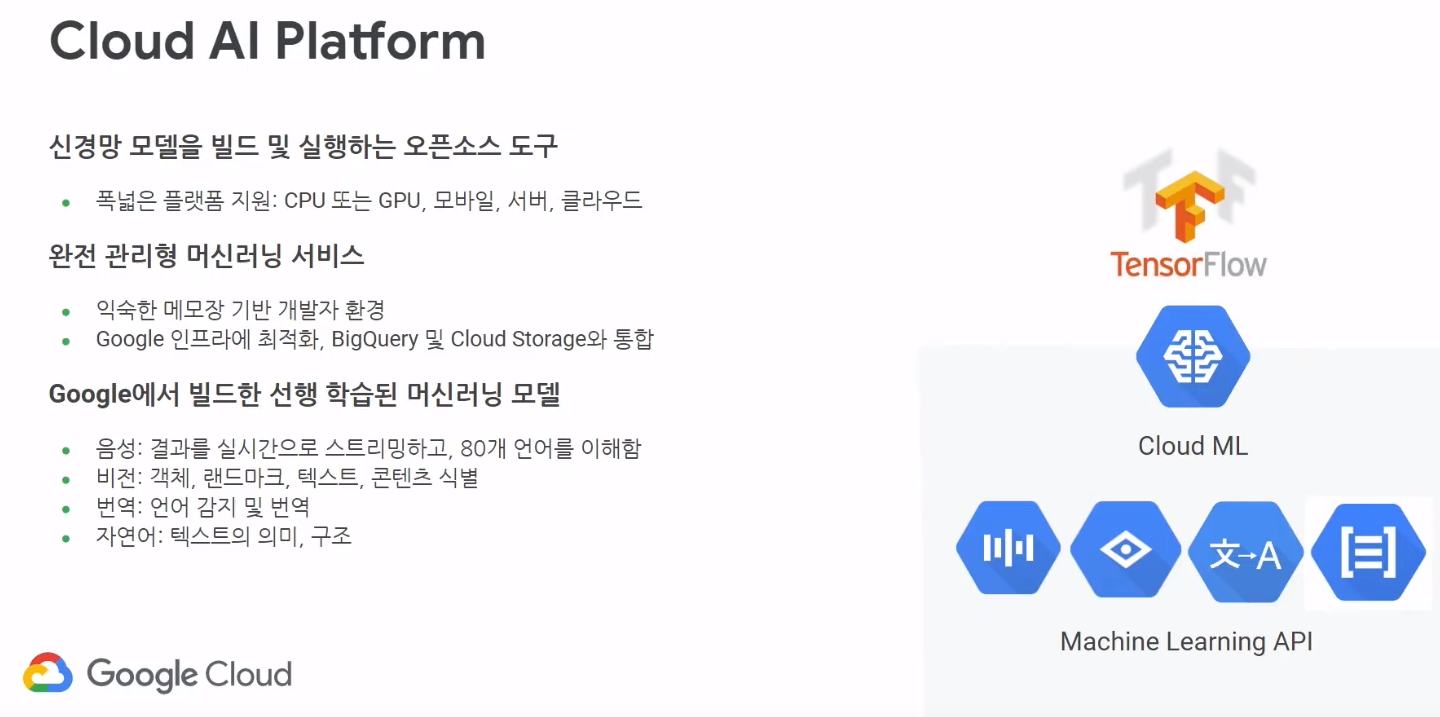 Cloud AI Platform
신경망 모델을 빌드 및 실행하는 오픈소스 도구
폭넓은 플랫폼 지원: CPU 또는 GPU, 모바일, 서버, 클라우드
완전 관리형 머신러닝 서비스
익숙한 메모장 기반 개발자 환경
Google 인프라에 최적화, BigQuery 및 Cloud Storage와 통합
Google에서 빌드한 선행 학습된 머신러닝 모델
음성: 결과를 실시간으로 스트리밍하고, 80개 언어를 이해함
비전: 객체, 랜드마크, 텍스트, 콘텐츠 식별
번역: 언어 감지 및 번역
자연어: 텍스트의 의미, 구조
TensorFlow
Cloud ML
文→A
Machine Learning API
Google Cloud